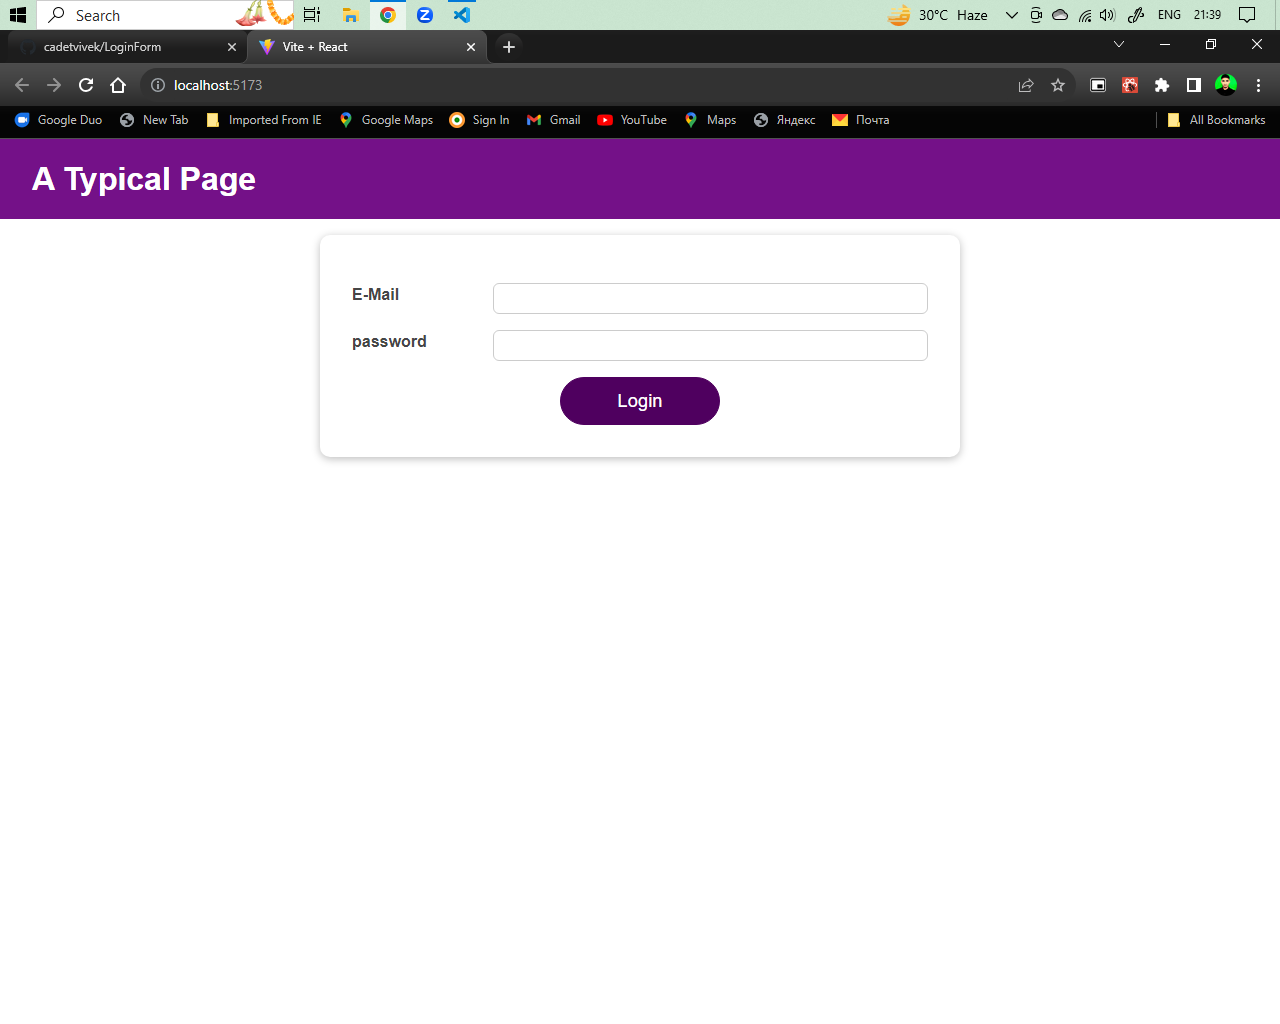 Search
30°C Haze
ENG
21:39
cadetvivek/LoginForm
Vite + React
localhost:5173
Google Duo
New Tab
Imported From IE
Google Maps
Sign In
Gmail
YouTube
Maps
Яндекс
Почта
All Bookmarks
A Typical Page
E-Mail
password
Login